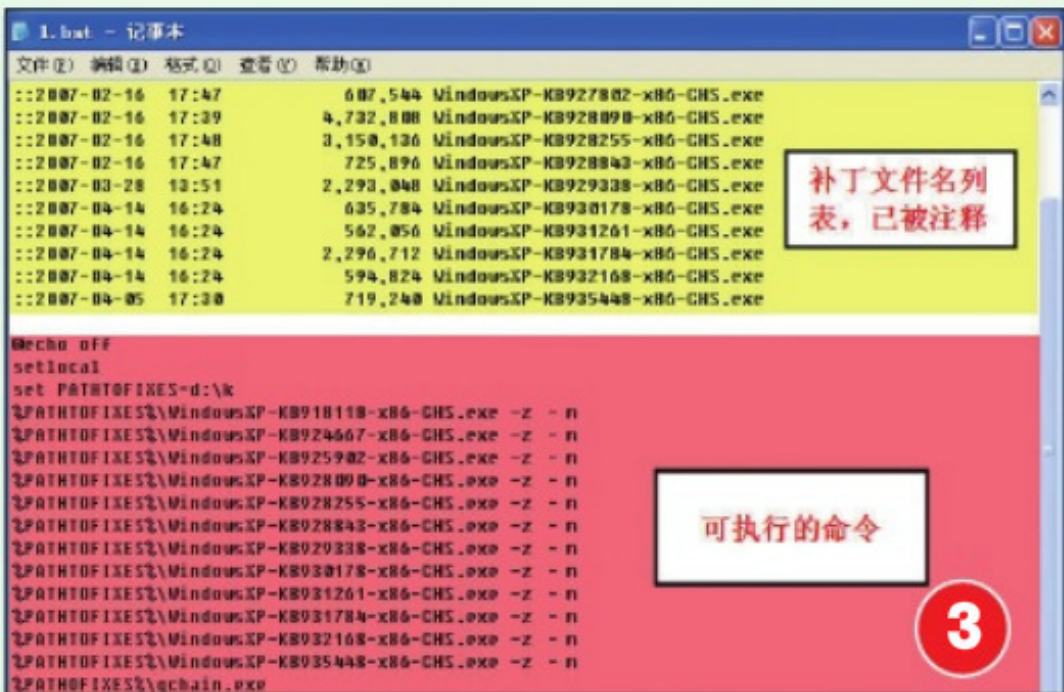 1.bat - 记事本
文件(F) 编辑(E) 格式(O) 查看(V) 帮助(H)
::2007-02-16 17:47 607,544 WindowsXP-KB927802-x86-CHS.exe
::2007-02-16 17:39 4,732,808 WindowsXP-KB928090-x86-CHS.exe
::2007-02-16 17:48 3,150,136 WindowsXP-KB928255-x86-CHS.exe
::2007-02-16 17:47 725,896 WindowsXP-KB928843-x86-CHS.exe
::2007-03-28 13:51 2,293,048 WindowsXP-KB929338-x86-CHS.exe
::2007-04-14 16:24 635,784 WindowsXP-KB930178-x86-CHS.exe
::2007-04-14 16:24 562,056 WindowsXP-KB931261-x86-CHS.exe
::2007-04-14 16:24 2,296,712 WindowsXP-KB931784-x86-CHS.exe
::2007-04-14 16:24 594,824 WindowsXP-KB932168-x86-CHS.exe
::2007-04-05 17:30 719,240 WindowsXP-KB935448-x86-CHS.exe
补丁文件名列
表，已被注释
@echo off
setlocal
set PATHTOFIXES=d:\k
%PATHTOFIXES%\WindowsXP-KB918118-x86-CHS.exe -z -m
%PATHTOFIXES%\WindowsXP-KB924667-x86-CHS.exe -z -m
%PATHTOFIXES%\WindowsXP-KB925902-x86-CHS.exe -z -m
%PATHTOFIXES%\WindowsXP-KB928090-x86-CHS.exe -z -m
%PATHTOFIXES%\WindowsXP-KB928255-x86-CHS.exe -z -m
%PATHTOFIXES%\WindowsXP-KB928843-x86-CHS.exe -z -m
%PATHTOFIXES%\WindowsXP-KB929338-x86-CHS.exe -z -m
%PATHTOFIXES%\WindowsXP-KB930178-x86-CHS.exe -z -m
%PATHTOFIXES%\WindowsXP-KB931261-x86-CHS.exe -z -m
%PATHTOFIXES%\WindowsXP-KB931784-x86-CHS.exe -z -m
%PATHTOFIXES%\WindowsXP-KB932168-x86-CHS.exe -z -m
%PATHTOFIXES%\WindowsXP-KB935448-x86-CHS.exe -z -m
%PATHOFIXES%\qchain.exe
可执行的命令
3